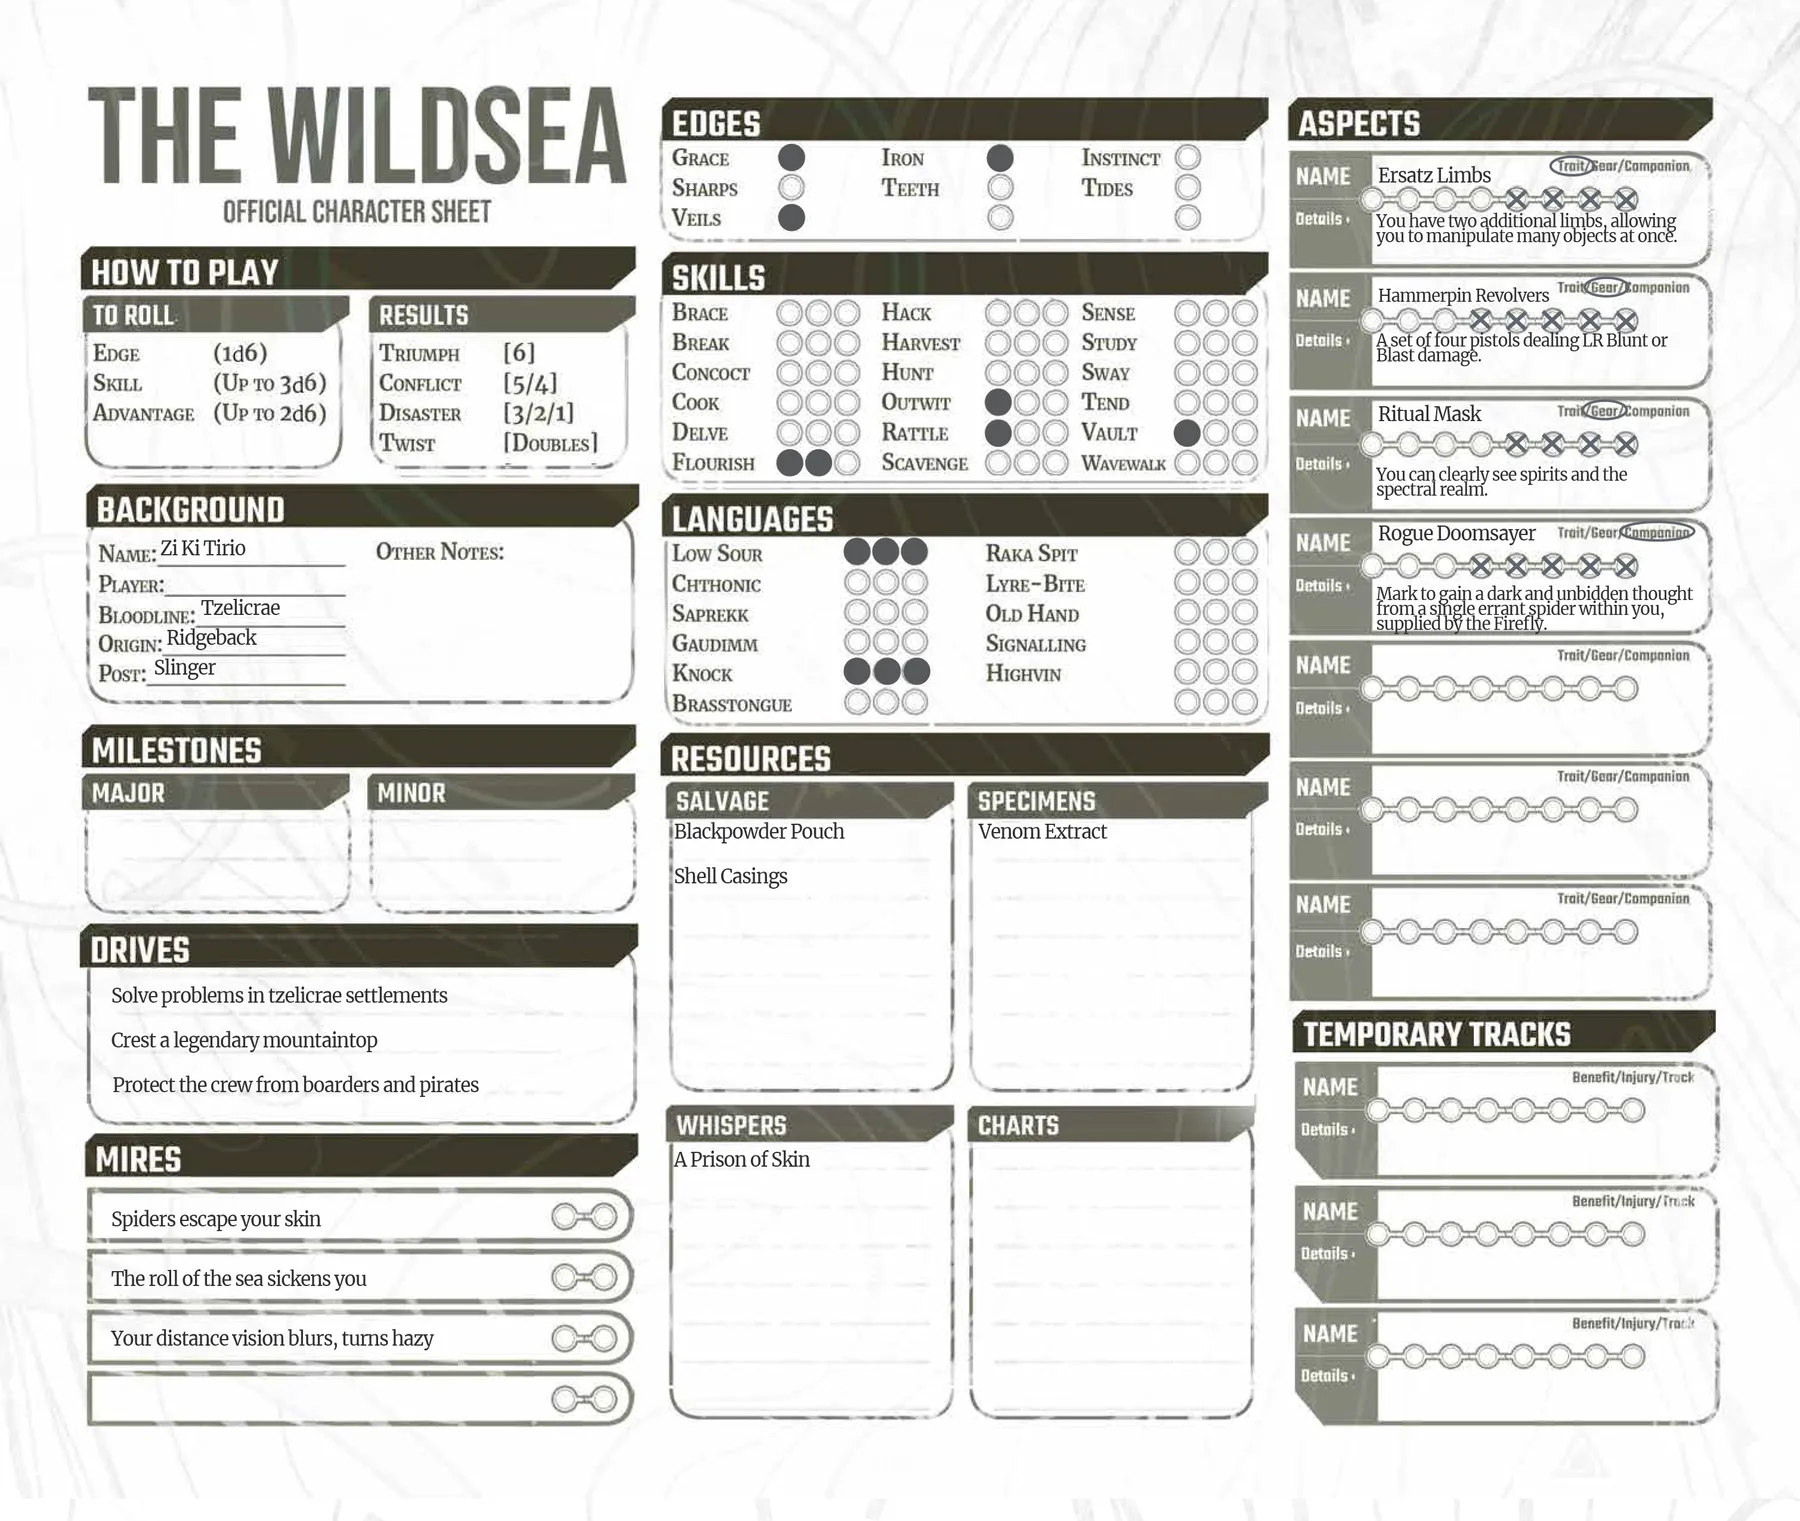 THE WILDSEA
OFFICIAL CHARACTER SHEET
HOW TO PLAY
TO ROLL
EDGE (1d6)
SKILL (UP TO 3d6)
ADVANTAGE (UP TO 2d6)
RESULTS
TRIUMPH [6]
CONFLICT [5/4]
DISASTER [3/2/1]
TWIST [DOUBLES]
BACKGROUND
NAME: Zi Ki Tirio
PLAYER:
BLOODLINE: Tzelicrae
ORIGIN: Ridgeback
POST: Slinger
OTHER NOTES:
MILESTONES
MAJOR
MINOR
DRIVES
Solve problems in tzelicrae settlements
Crest a legendary mountaintop
Protect the crew from boarders and pirates
MIRES
Spiders escape your skin
The roll of the sea sickens you
Your distance vision blurs, turns hazy
EDGES
GRACE IRON INSTINCT
SHARPS TEETH TIDES
VEILS
SKILLS
BRACE HACK SENSE
BREAK HARVEST STUDY
CONCOCT HUNT SWAY
COOK OUTWIT TEND
DELVE RATTLE VAULT
FLOURISH SCAVENGE WAVEWALK
LANGUAGES
LOW SOUR RAKA SPIT
CHTHONIC LYRE-BITE
SAPREKK OLD HAND
GAUDIMM SIGNALLING
KNOCK HIGHVIN
BRASSTONGUE
RESOURCES
SALVAGE
Blackpowder Pouch
Shell Casings
SPECIMENS
Venom Extract
WHISPERS
A Prison of Skin
CHARTS
ASPECTS
NAME Ersatz Limbs Trait/Gear/Companion
Details
You have two additional limbs, allowing
you to manipulate many objects at once.
NAME Hammerpin Revolvers Trait/Gear/Companion
Details
A set of four pistols dealing LR Blunt or
Blast damage.
NAME Ritual Mask Trait/Gear/Companion
Details
You can clearly see spirits and the
spectral realm.
NAME Rogue Doomsayer Trait/Gear/Companion
Details
Mark to gain a dark and unbidden thought
from a single errant spider within you,
supplied by the Firefly.
NAME Trait/Gear/Companion
Details
NAME Trait/Gear/Companion
Details
NAME Trait/Gear/Companion
Details
TEMPORARY TRACKS
NAME Benefit/Injury/Track
Details
NAME Benefit/Injury/Track
Details
NAME Benefit/Injury/Track
Details